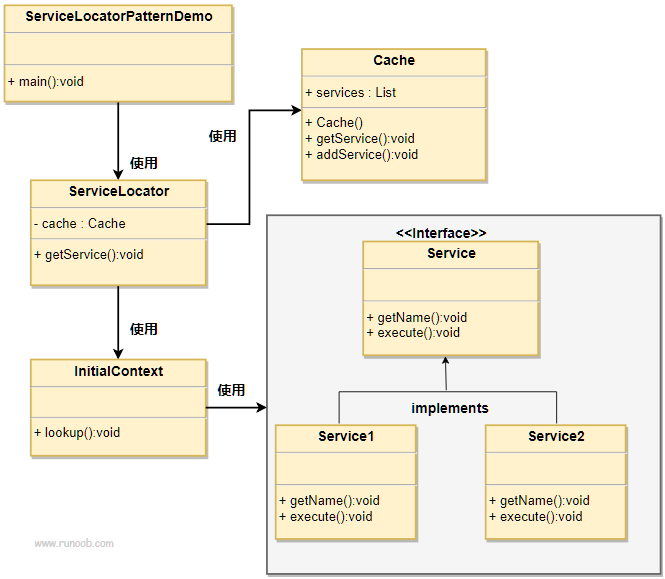 ServiceLocatorPatternDemo
+ main():void
使用
ServiceLocator
- cache : Cache
+ getService():void
使用
Cache
+ services : List
+ Cache()
+ getService():void
+ addService():void
使用
InitialContext
+ lookup():void
使用
<<Interface>>
Service
+ getName():void
+ execute():void
implements
Service1
+ getName():void
+ execute():void
Service2
+ getName():void
+ execute():void
www.runoob.com